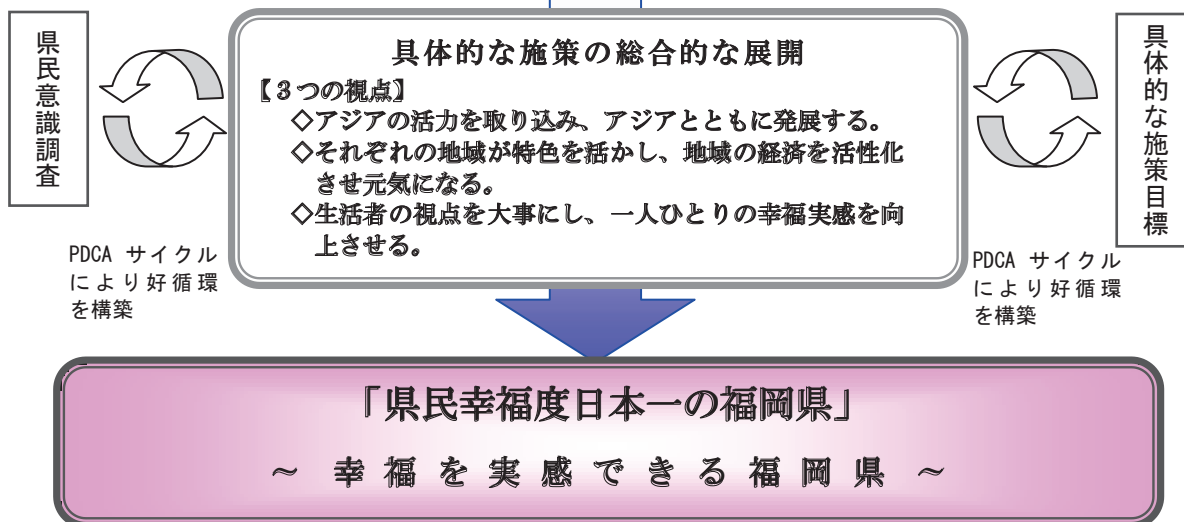 県民意識調査
PDCA サイクル
により好循環
を構築
具体的な施策の総合的な展開
【３つの視点】
◇アジアの活力を取り込み、アジアとともに発展する。
◇それぞれの地域が特色を活かし、地域の経済を活性化
させ元気になる。
◇生活者の視点を大事にし、一人ひとりの幸福実感を向
上させる。
具体的な施策目標
PDCA サイクル
により好循環
を構築
「県民幸福度日本一の福岡県」
～ 幸福を実感できる福岡県 ～